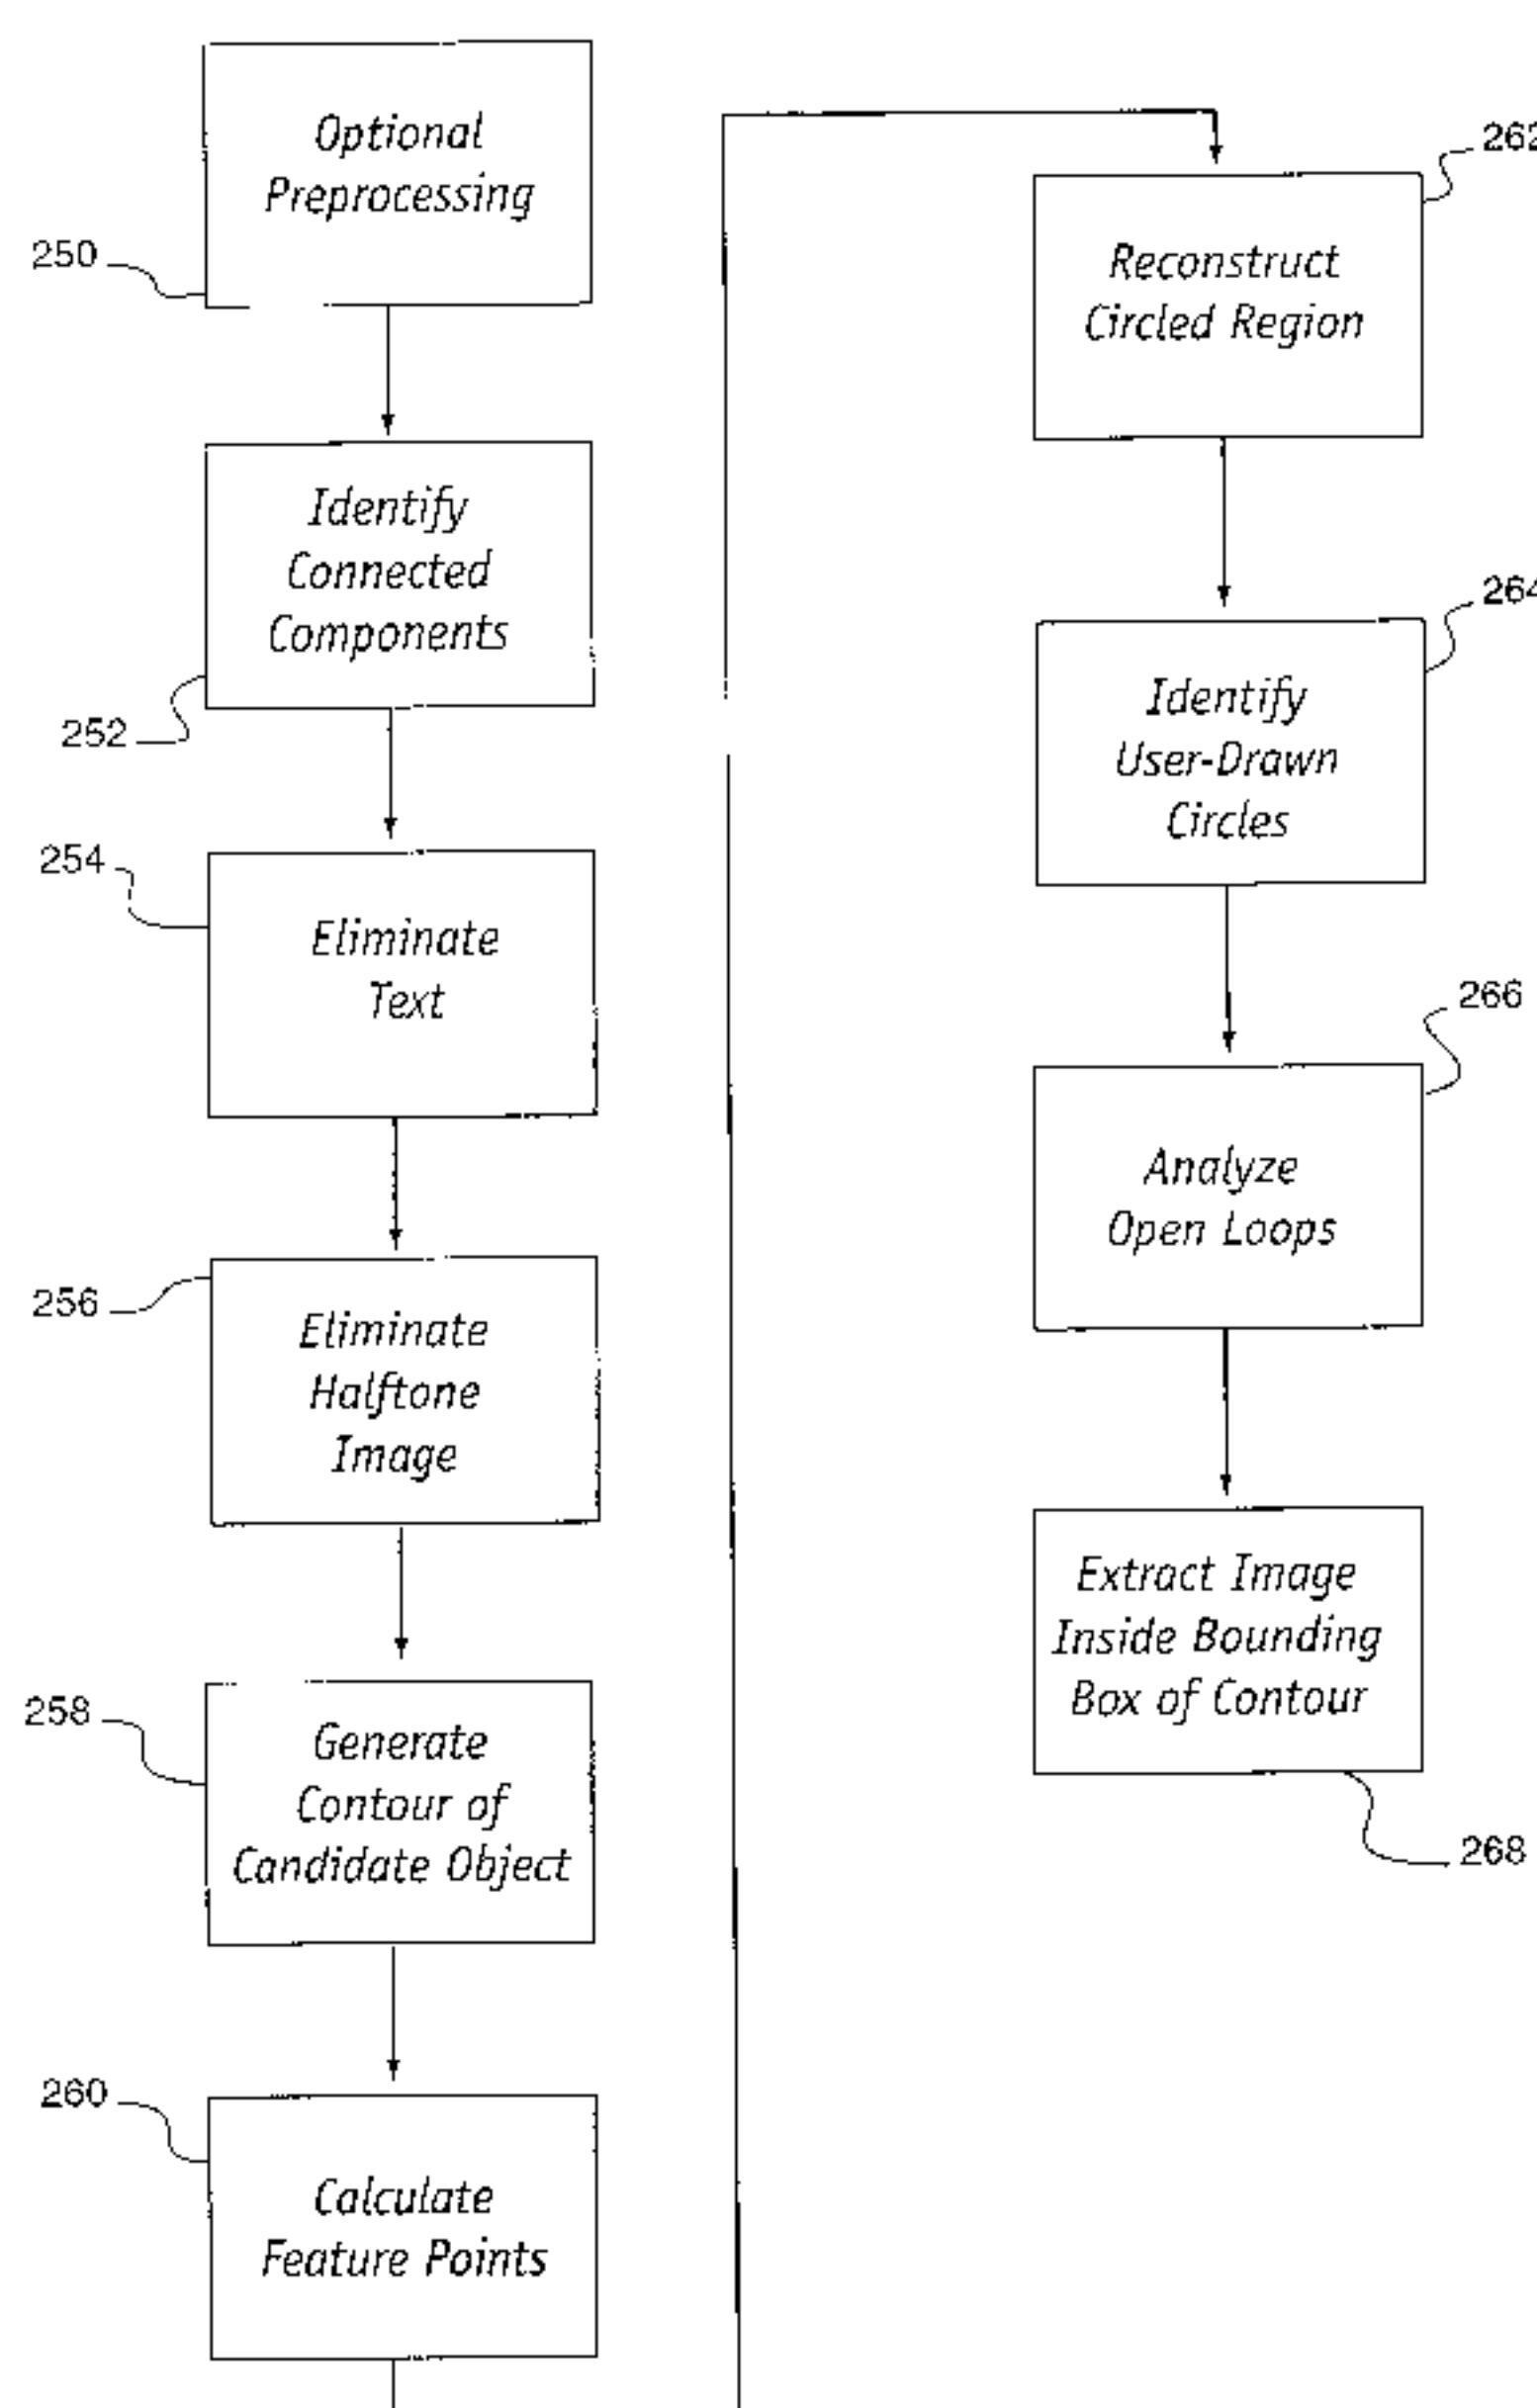 Optional
Preprocessing
250
Identify
Connected
Components
252
254
Eliminate
Text
256
Eliminate
Halftone
Image
258
Generate
Contour of
Candidate Object
260
Calculate
Feature Points
262
Reconstruct
Circled Region
264
Identify
User-Drawn
Circles
266
Analyze
Open Loops
Extract Image
Inside Bounding
Box of Contour
268